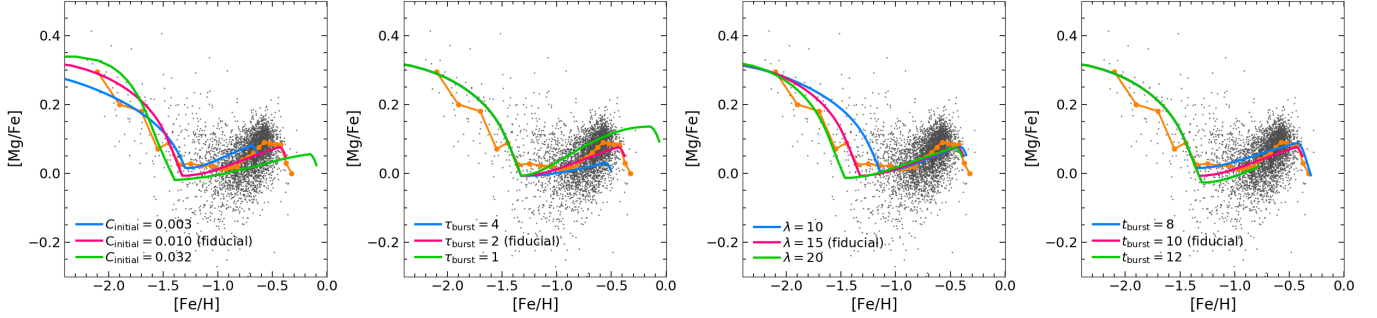 0.4
0.2
0.0
−0.2
[Mg/Fe]
C_initial = 0.003
C_initial = 0.010 (fiducial)
C_initial = 0.032
−2.0 −1.5 −1.0 −0.5 0.0
[Fe/H]
0.4
0.2
0.0
−0.2
[Mg/Fe]
τ_burst = 4
τ_burst = 2 (fiducial)
τ_burst = 1
−2.0 −1.5 −1.0 −0.5 0.0
[Fe/H]
0.4
0.2
0.0
−0.2
[Mg/Fe]
λ = 10
λ = 15 (fiducial)
λ = 20
−2.0 −1.5 −1.0 −0.5 0.0
[Fe/H]
0.4
0.2
0.0
−0.2
[Mg/Fe]
t_burst = 8
t_burst = 10 (fiducial)
t_burst = 12
−2.0 −1.5 −1.0 −0.5 0.0
[Fe/H]